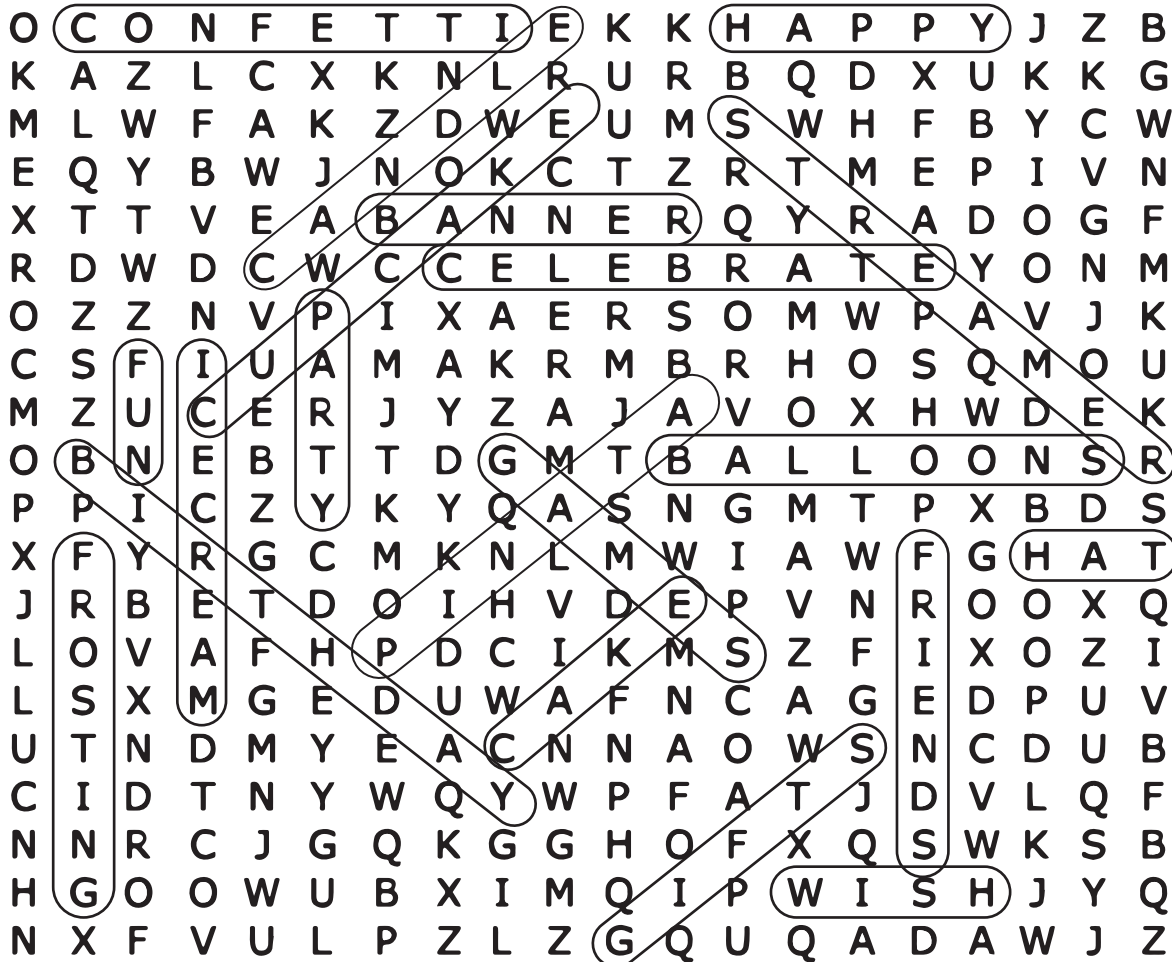 O C O N F E T T I E K K H A P P Y J Z B
K A Z L C X K N L R U R B Q D X U K K G
M L W F A K Z D W E U M S W H F B Y C W
E Q Y B W J N O K C T Z R T M E P I V N
X T T V E A B A N N E R Q Y R A D O G F
R D W D C W C C E L E B R A T E Y O N M
O Z Z N V P I X A E R S O M W P A V J K
C S F I U A M A K R M B R H O S Q M O U
M Z U C E R J Y Z A J A V O X H W D E K
O B N E B T T D G M T B A L L O O N S R
P P I C Z Y K Y Q A S N G M T P X B D S
X F Y R G C M K N L M W I A W F G H A T
J R B E T D O I H V D E P V N R O O X Q
L O V A F H P D C I K M S Z F I X O Z I
L S X M G E D U W A F N C A G E D P U V
U T N D M Y E A C N N A O W S N C D U B
C I D T N Y W Q Y W P F A T J D V L Q F
N N R C J G Q K G G H O F X Q S W K S B
H G O O W U B X I M Q I P W I S H J Y Q
N X F V U L P Z L Z G Q U Q A D A W J Z